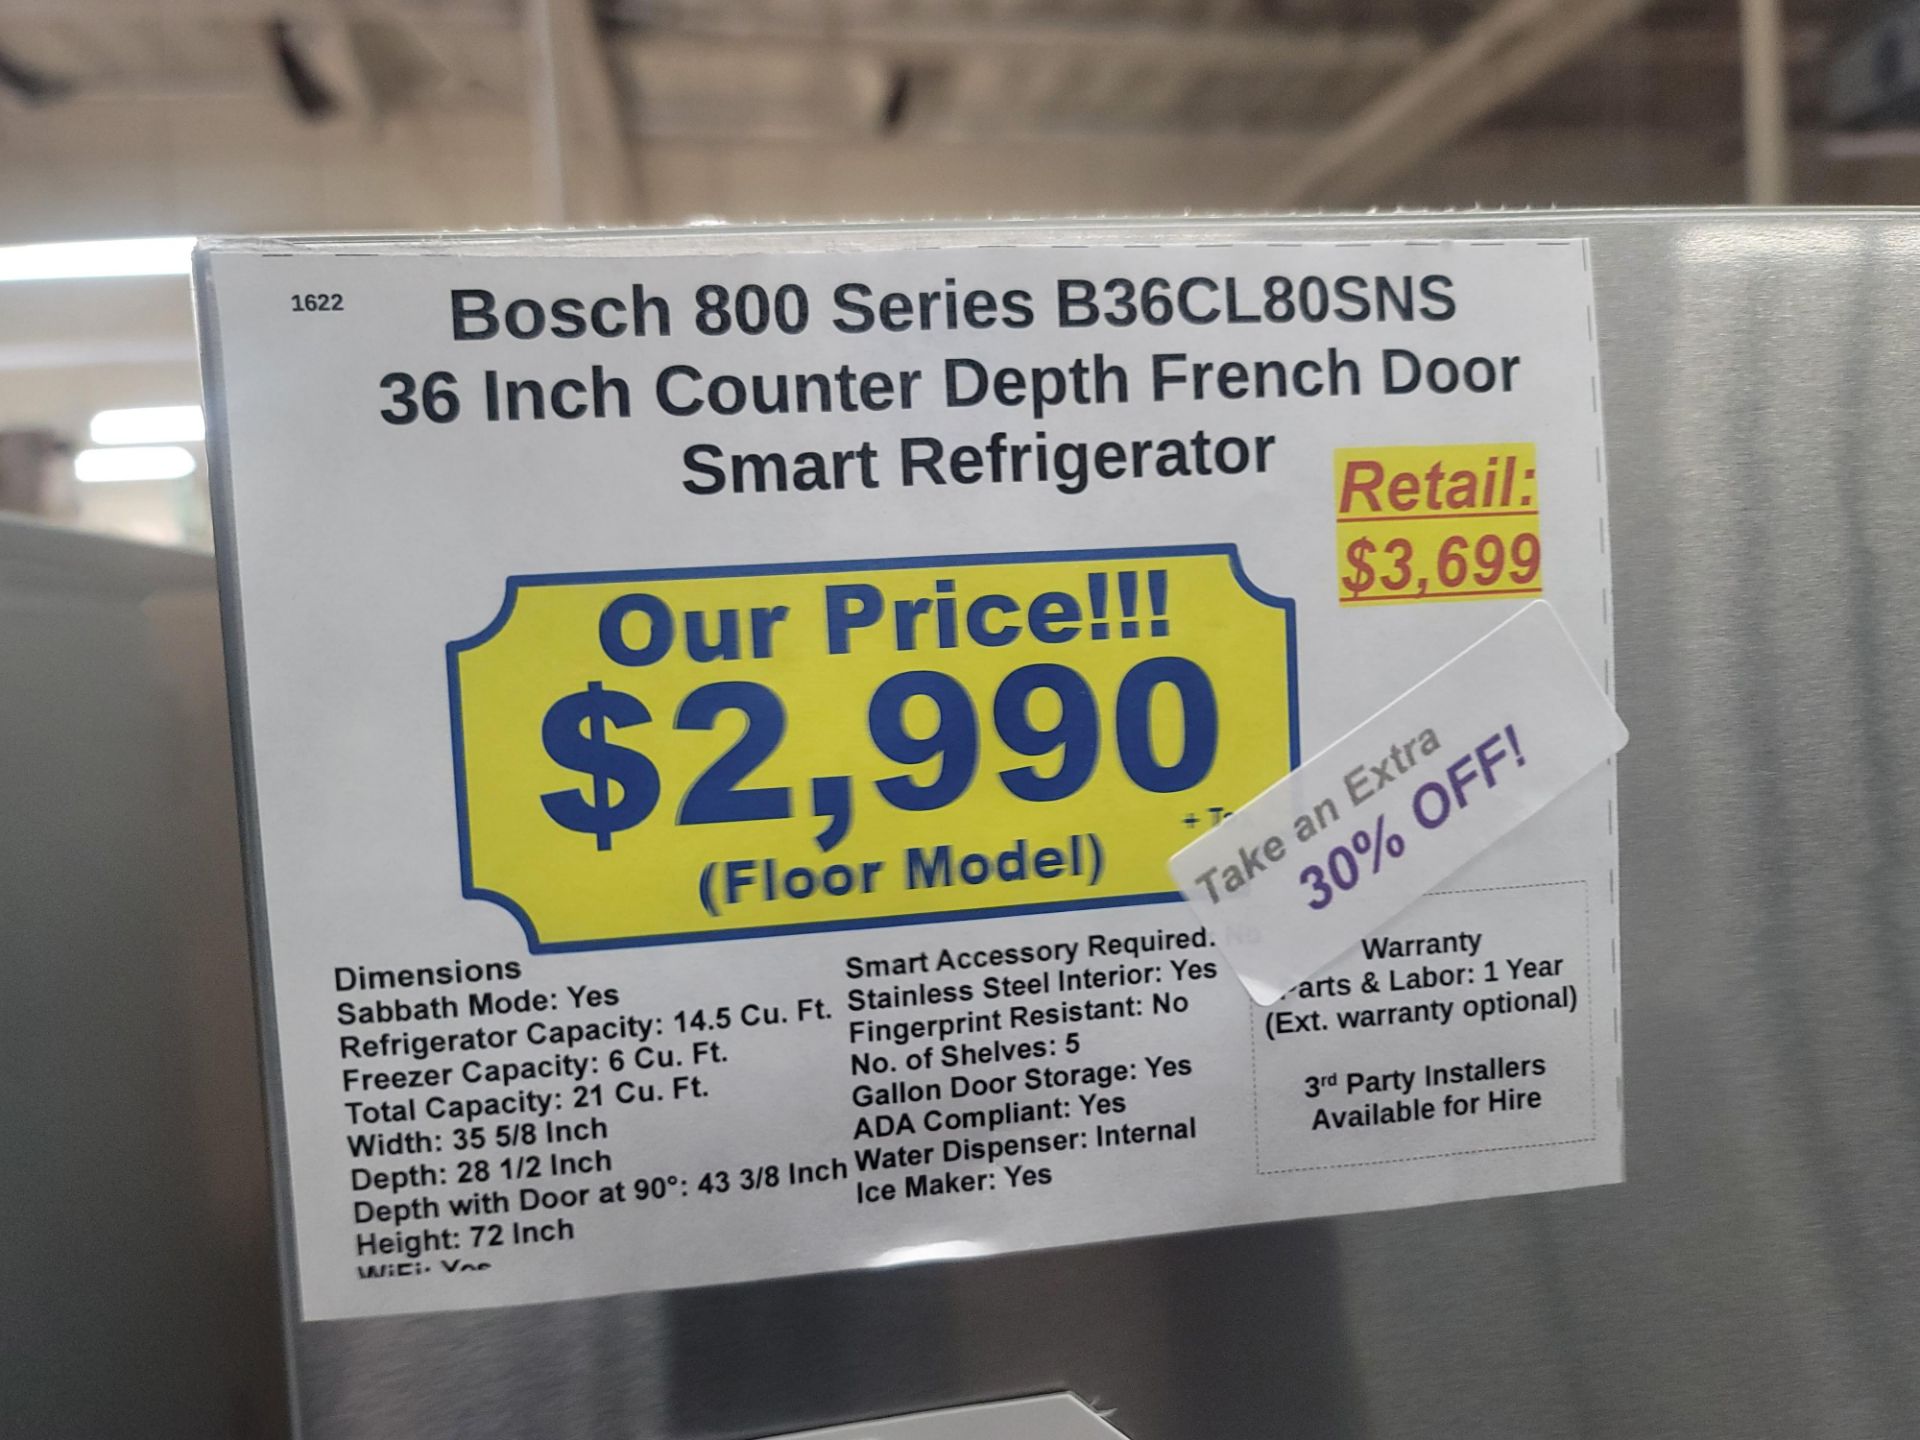 1622
Bosch 800 Series B36CL80SNS
36 Inch Counter Depth French Door
Smart Refrigerator
Retail:
$3,699
Our Price!!!
$2,990
+
(Floor Model)
Take an Extra
30% OFF!
Dimensions
Sabbath Mode: Yes
Refrigerator Capacity: 14.5 Cu. Ft.
Freezer Capacity: 6 Cu. Ft.
Total Capacity: 21 Cu. Ft.
Width: 35 5/8 Inch
Depth: 28 1/2 Inch
Depth with Door at 90°: 43 3/8 Inch
Height: 72 Inch
WiFi: Yes
Smart Accessory Required: No
Stainless Steel Interior: Yes
Fingerprint Resistant: No
No. of Shelves: 5
Gallon Door Storage: Yes
ADA Compliant: Yes
Water Dispenser: Internal
Ice Maker: Yes
Warranty
Parts & Labor: 1 Year
(Ext. warranty optional)
3rd Party Installers
Available for Hire